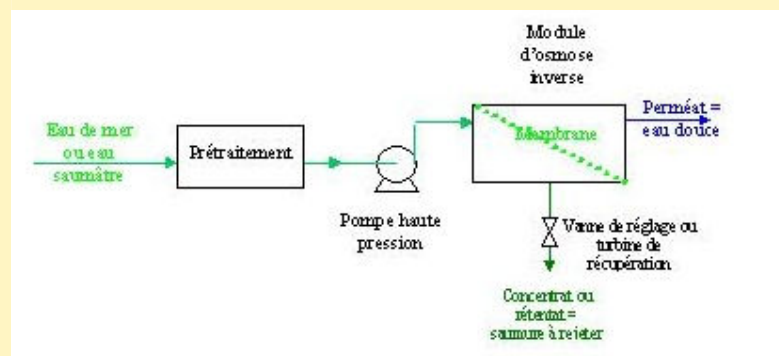 Module
d'osmose
inverse
Eau de mer
ou eau
saumâtre
Prétraitement
Pompe haute
pression
Membrane
Perméat =
eau douce
Vanne de réglage ou
turbine de
récupération
Concentrat ou
rétentat =
saumure à rejeter